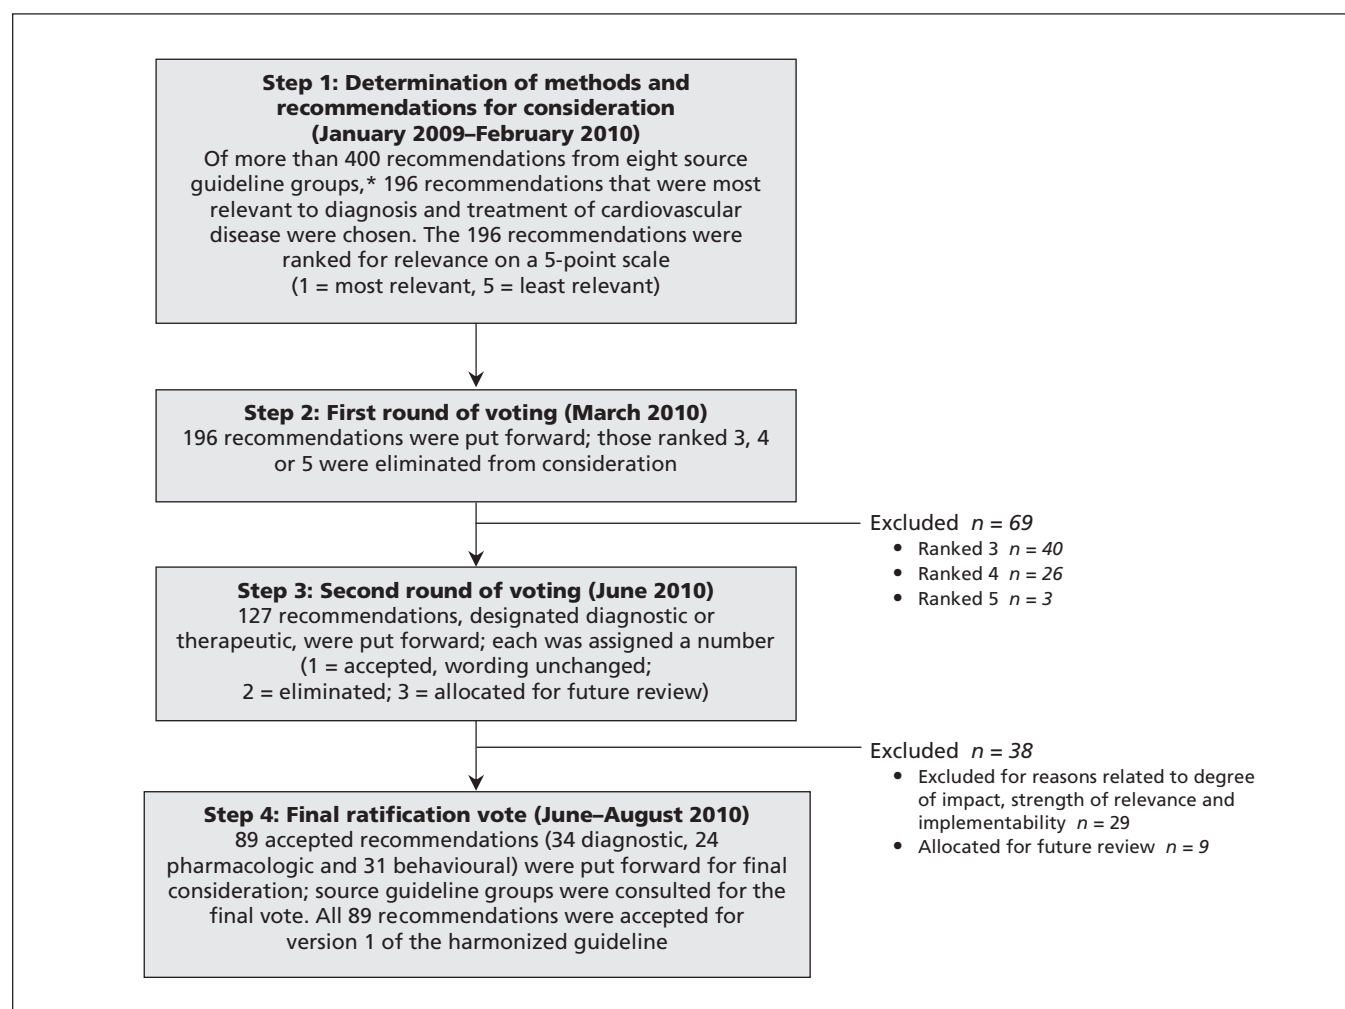 Step 1: Determination of methods and
recommendations for consideration
(January 2009–February 2010)
Of more than 400 recommendations from eight source
guideline groups,* 196 recommendations that were most
relevant to diagnosis and treatment of cardiovascular
disease were chosen. The 196 recommendations were
ranked for relevance on a 5-point scale
(1 = most relevant, 5 = least relevant)
Step 2: First round of voting (March 2010)
196 recommendations were put forward; those ranked 3, 4
or 5 were eliminated from consideration
Excluded n = 69
• Ranked 3 n = 40
• Ranked 4 n = 26
• Ranked 5 n = 3
Step 3: Second round of voting (June 2010)
127 recommendations, designated diagnostic or
therapeutic, were put forward; each was assigned a number
(1 = accepted, wording unchanged;
2 = eliminated; 3 = allocated for future review)
Excluded n = 38
• Excluded for reasons related to degree
of impact, strength of relevance and
implementability n = 29
• Allocated for future review n = 9
Step 4: Final ratification vote (June–August 2010)
89 accepted recommendations (34 diagnostic, 24
pharmacologic and 31 behavioural) were put forward for final
consideration; source guideline groups were consulted for the
final vote. All 89 recommendations were accepted for
version 1 of the harmonized guideline